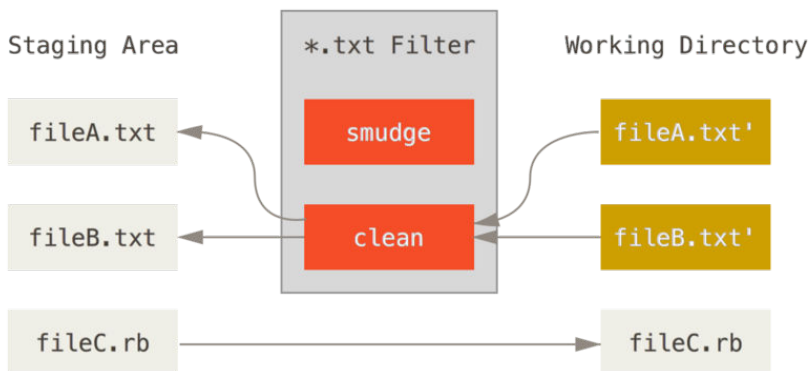 Staging Area
*.txt Filter
Working Directory
fileA.txt
smudge
fileA.txt'
fileB.txt
clean
fileB.txt'
fileC.rb
fileC.rb